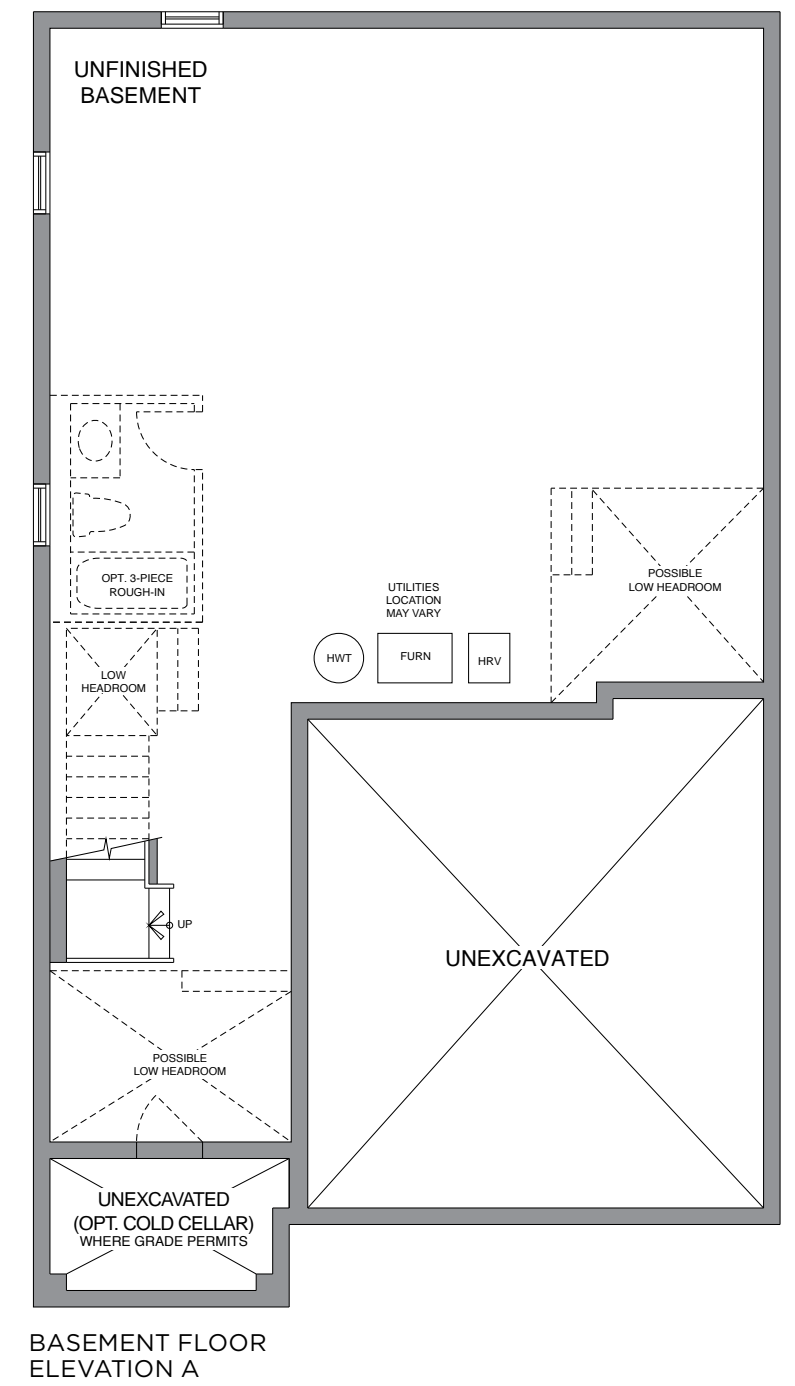 UNFINISHED
BASEMENT
OPT. 3-PIECE
ROUGH-IN
UTILITIES
LOCATION
MAY VARY
HWT
FURN
HRV
POSSIBLE
LOW HEADROOM
LOW
HEADROOM
UP
UNEXCAVATED
POSSIBLE
LOW HEADROOM
UNEXCAVATED
(OPT. COLD CELLAR)
WHERE GRADE PERMITS
BASEMENT FLOOR
ELEVATION A